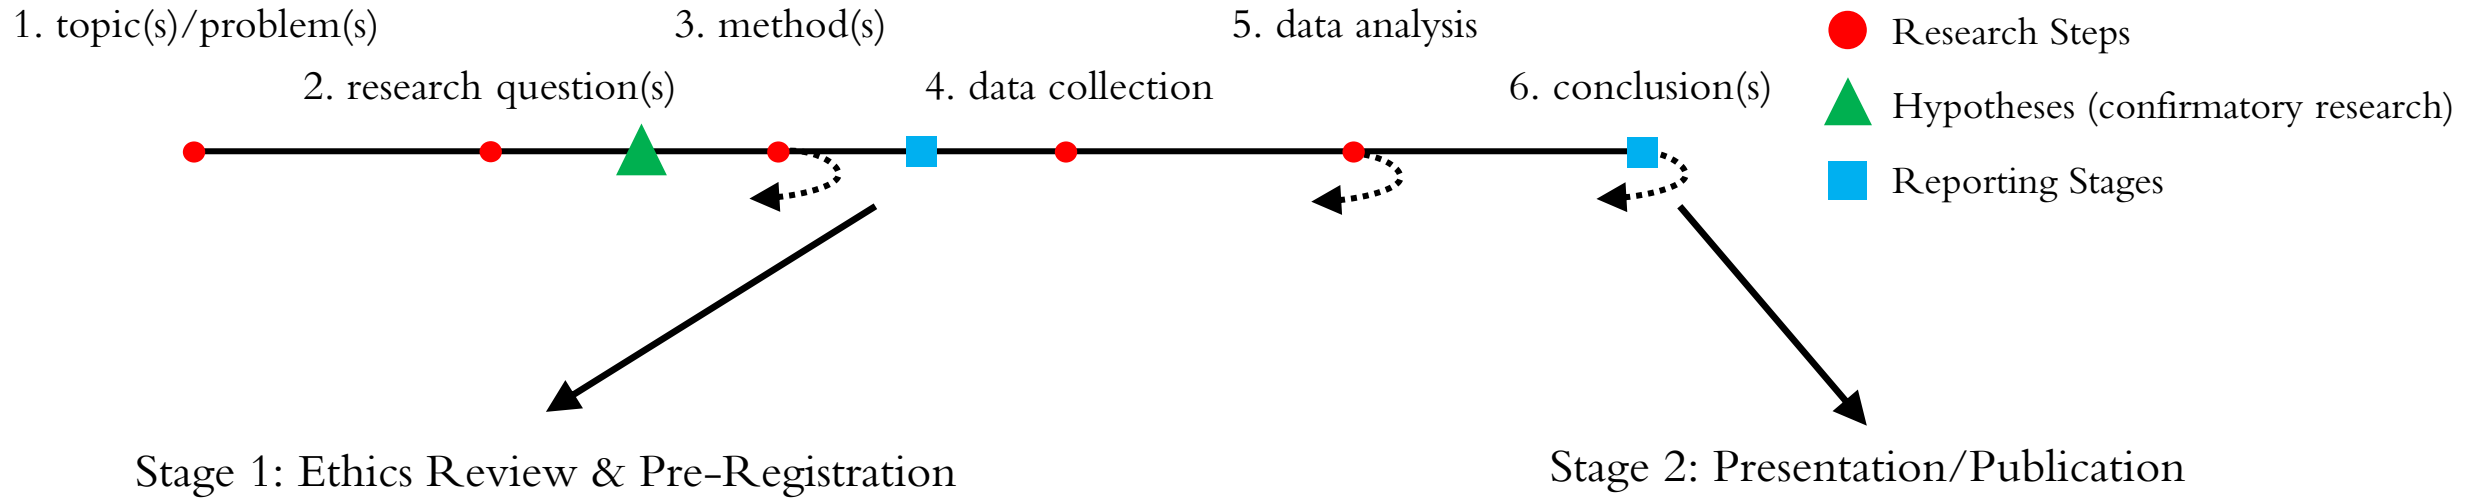 1. topic(s)/problem(s)
2. research question(s)
3. method(s)
4. data collection
5. data analysis
6. conclusion(s)
Research Steps
Hypotheses (confirmatory research)
Reporting Stages
Stage 1: Ethics Review & Pre-Registration
Stage 2: Presentation/Publication